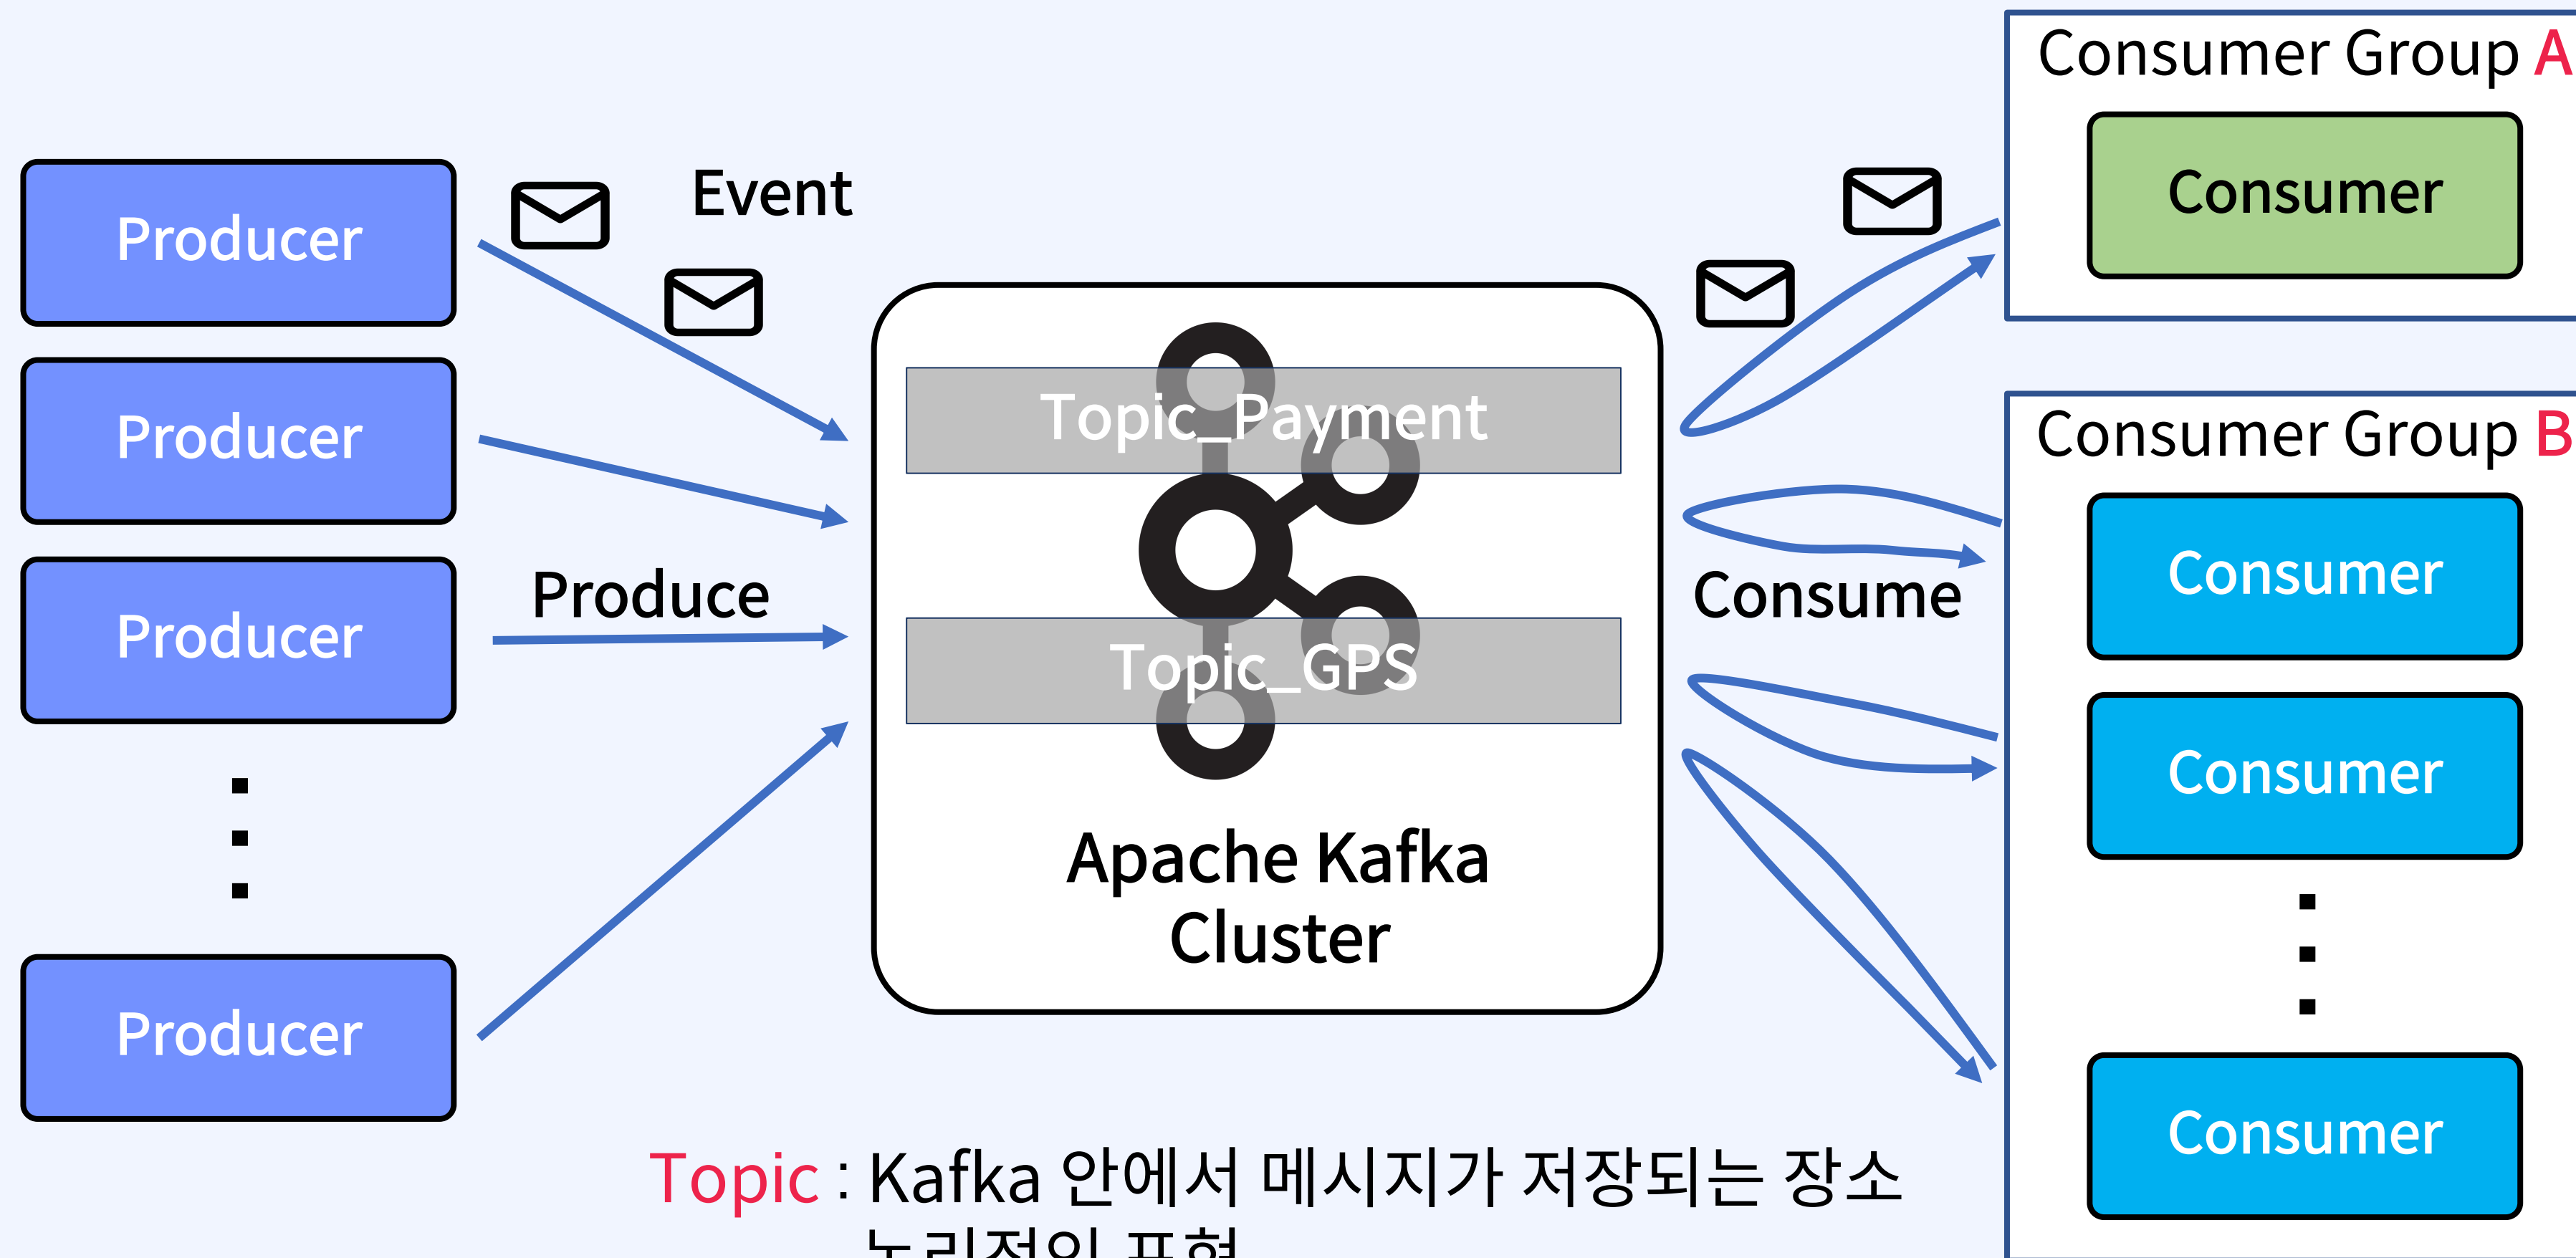 Consumer Group A
Consumer
Event
Producer
Producer
Producer
Producer
Produce
Topic_Payment
Topic_GPS
Apache Kafka
Cluster
Consume
Consumer Group B
Consumer
Consumer
Consumer
Topic : Kafka 안에서 메시지가 저장되는 장소